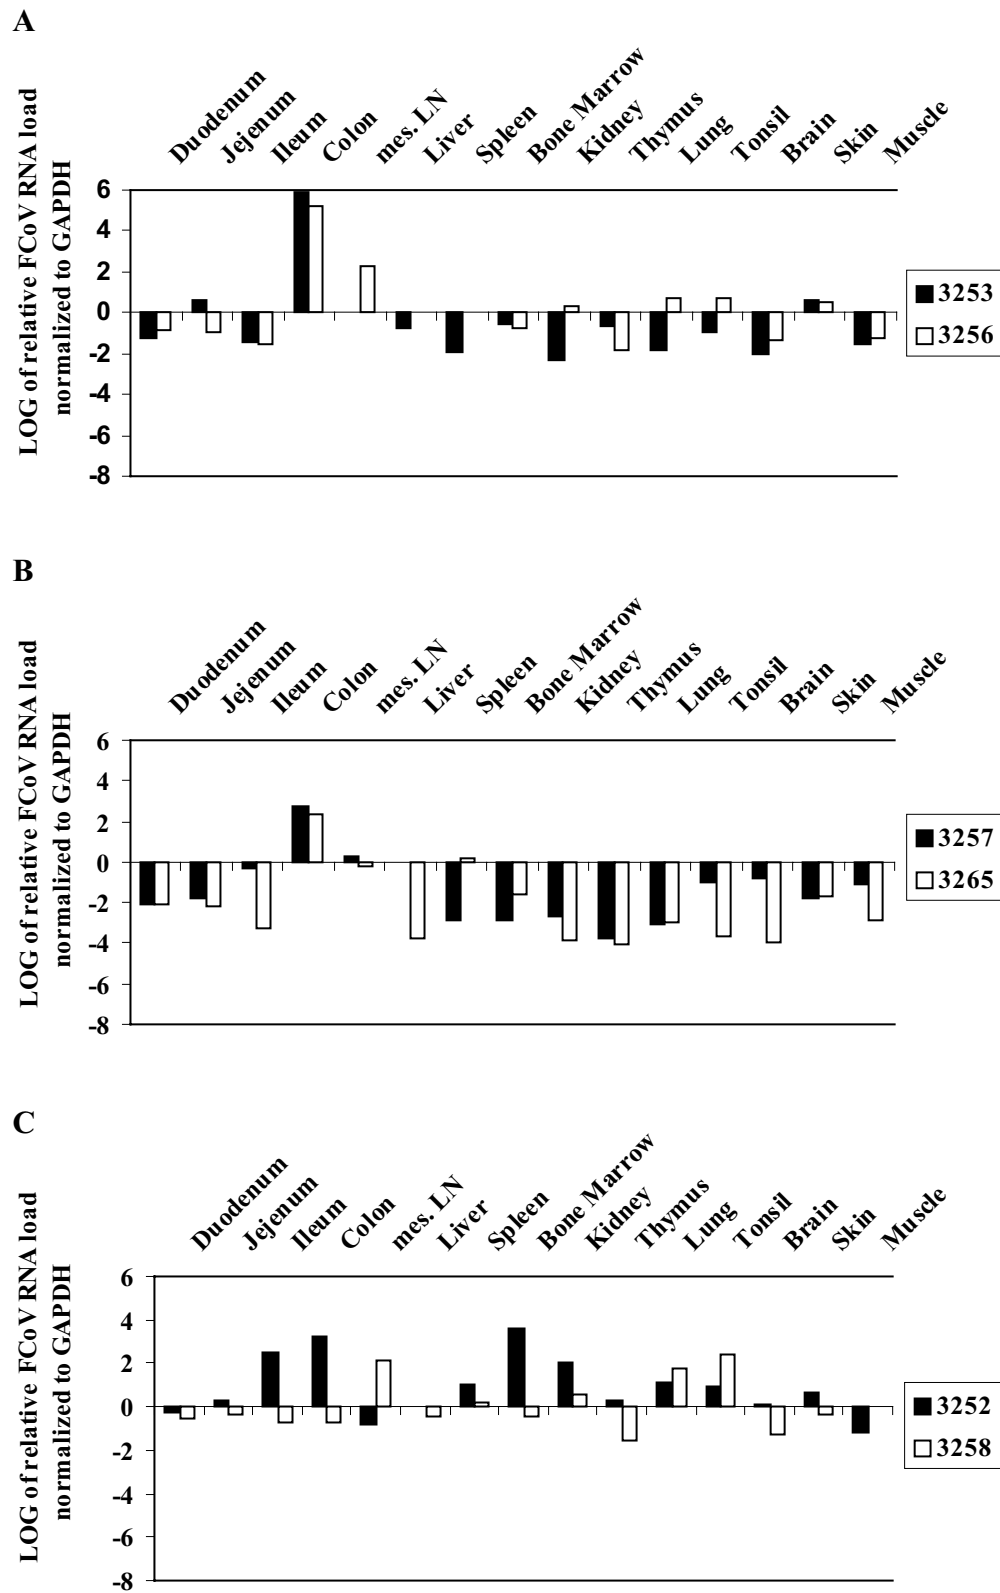 A
Duodenum
Jejenum
Ileum
Colon
mes. LN
Liver
Spleen
Bone Marrow
Kidney
Thymus
Lung
Tonsil
Brain
Skin
Muscle
LOG of relative FCoV RNA load
normalized to GAPDH
6
4
2
0
-2
-4
-6
-8
3253
3256
B
Duodenum
Jejenum
Ileum
Colon
mes. LN
Liver
Spleen
Bone Marrow
Kidney
Thymus
Lung
Tonsil
Brain
Skin
Muscle
LOG of relative FCoV RNA load
normalized to GAPDH
6
4
2
0
-2
-4
-6
-8
3257
3265
C
Duodenum
Jejenum
Ileum
Colon
mes. LN
Liver
Spleen
Bone Marrow
Kidney
Thymus
Lung
Tonsil
Brain
Skin
Muscle
LOG of relative FCoV RNA load
normalized to GAPDH
6
4
2
0
-2
-4
-6
-8
3252
3258